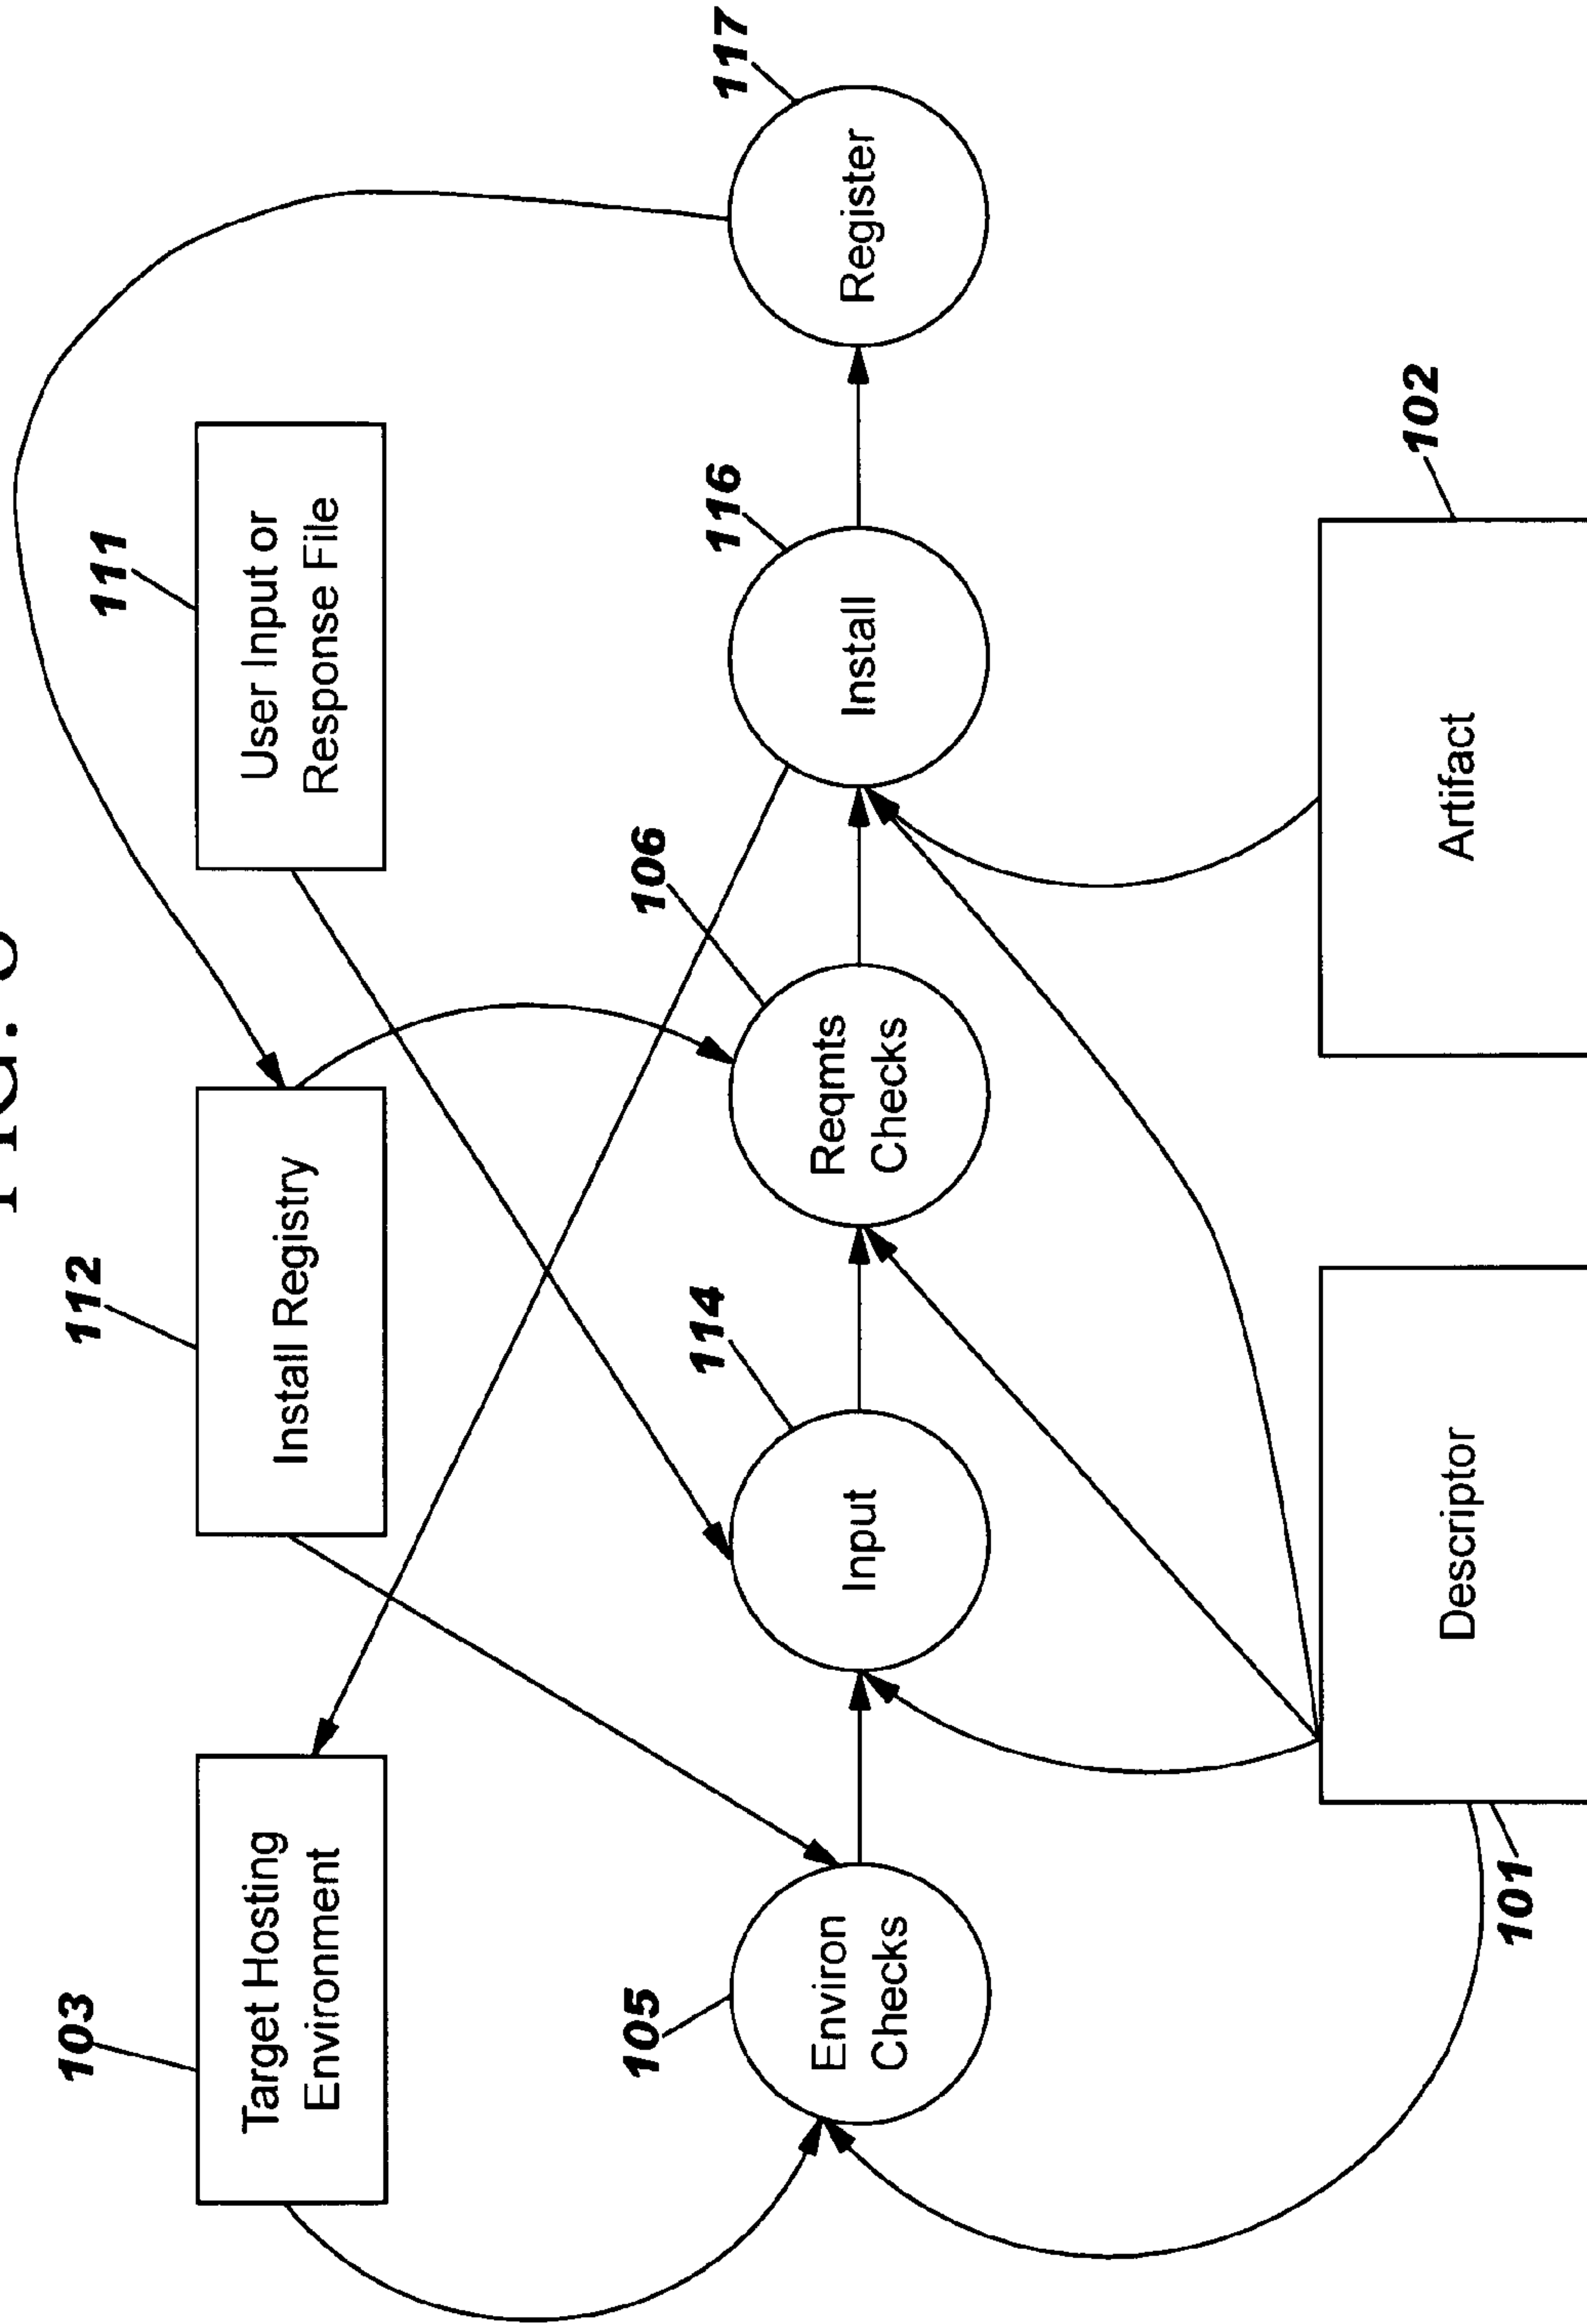 FIG.
103
112
111
Target Hosting
Environment
Install Registry
User Input or
Response File
105
114
106
116
117
Environ
Checks
Input
Reqmts
Checks
Install
Register
101
Descriptor
Artifact
102